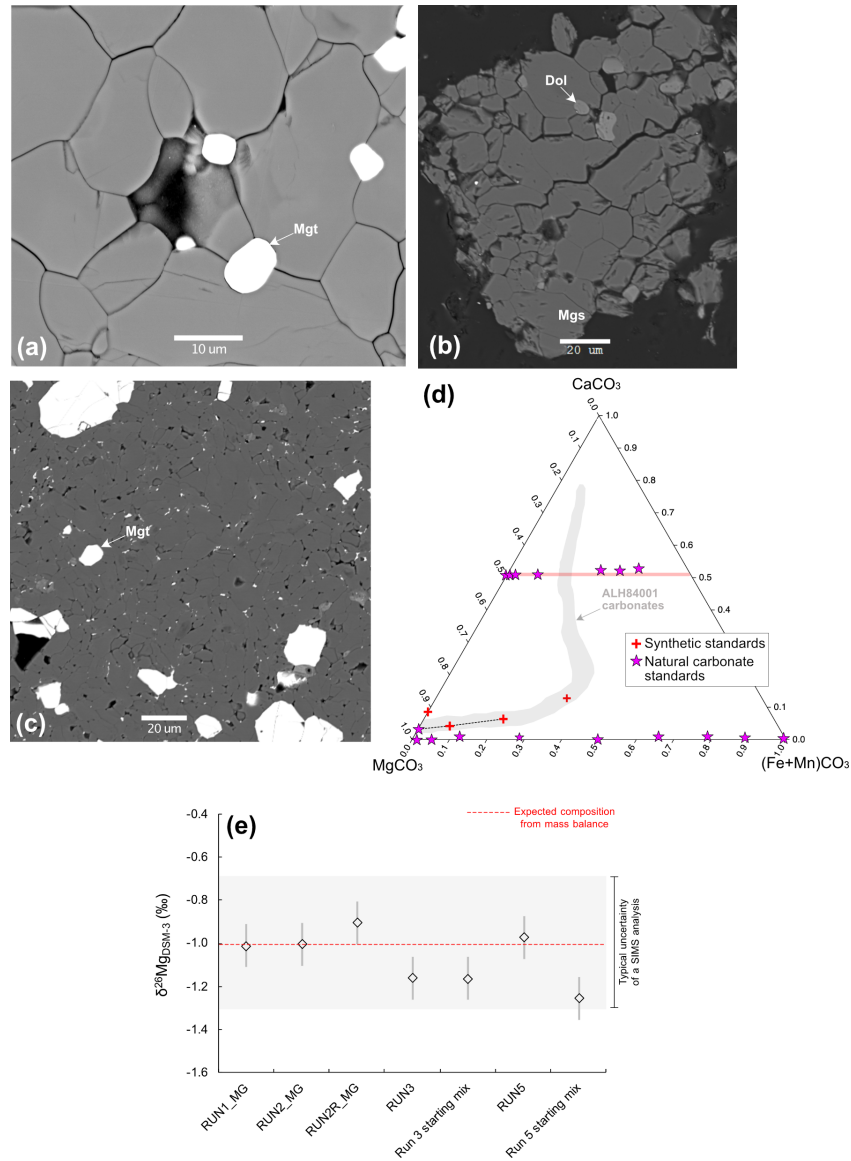 Mgt
(a)
10 um
Dol
Mgs
(b)
20 um
Mgt
(c)
20 um
(d)
CaCO₃
0.0
1.0
0.1
0.9
0.2
0.8
0.3
0.7
0.4
0.6
0.5
0.5
0.6
0.4
ALH84001
carbonates
0.7
Synthetic standards
Natural carbonate
standards
0.8
0.9
0.1
1.0
0.0
0.0
0.1
0.2
0.3
0.4
0.5
0.6
0.7
0.8
0.9
1.0
MgCO₃
(Fe+Mn)CO₃
(e)
Expected composition
from mass balance
-0.4
-0.6
-0.8
-1.0
-1.2
-1.4
-1.6
δ²⁶Mg_DSM-3 (‰)
Typical uncertainty
of a SIMS analysis
RUN1_MG
RUN2_MG
RUN2R_MG
RUN3
Run 3 starting mix
RUN5
Run 5 starting mix